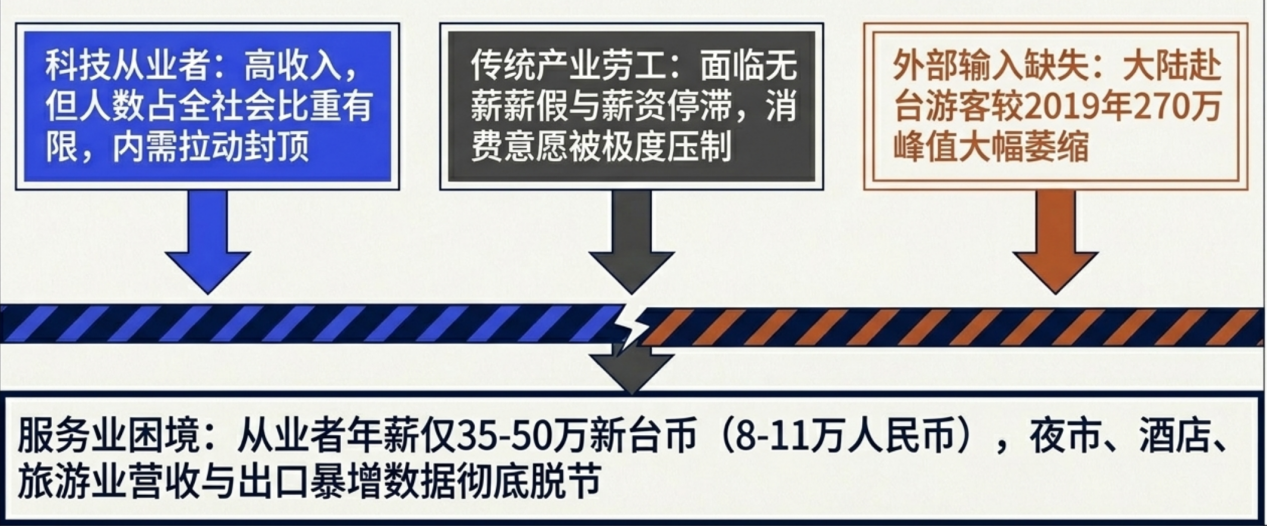 科技从业者：高收入，
但人数占全社会比重有
限，内需拉动封顶
传统产业劳工：面临无
薪薪假与薪资停滞，消
费意愿被极度压制
外部输入缺失：大陆赴
台游客较2019年270万
峰值大幅萎缩
服务业困境：从业者年薪仅35-50万新台币（8-11万人民币），夜市、酒店、
旅游业营收与出口暴增数据彻底脱节